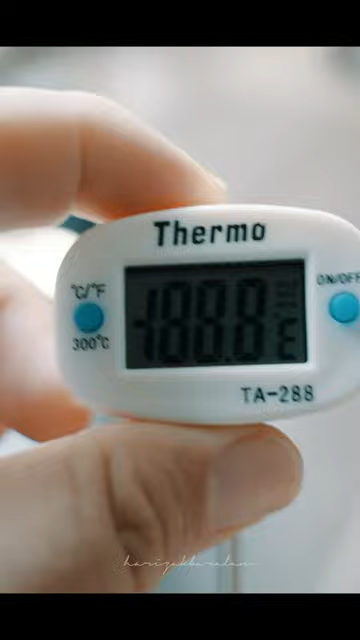 Thermo
°C/°F
ON/OFF
300°C
TA-288